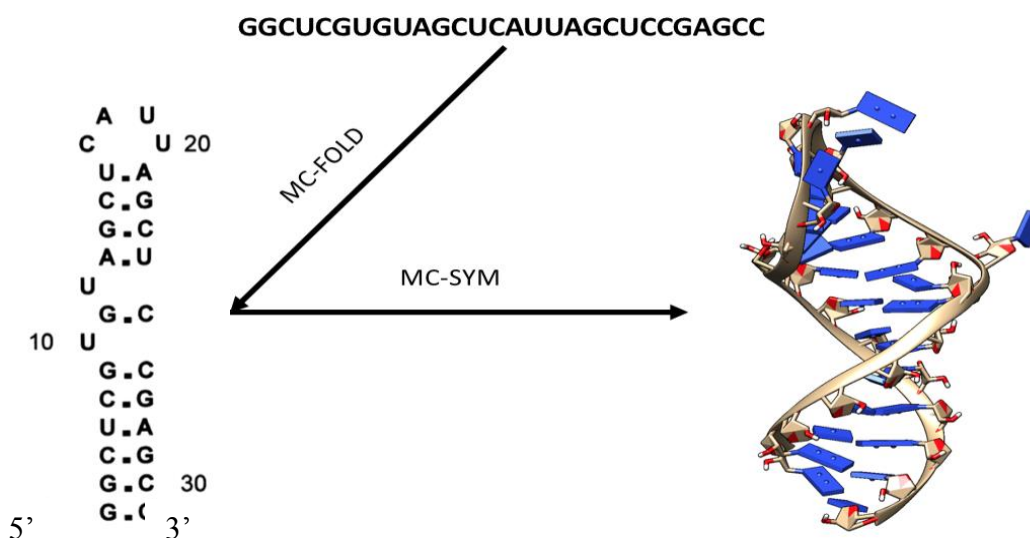 GGCUCGUGUAGCUCAUUAGCUCCGAGCC
MC-FOLD
MC-SYM
A U
C U 20
U.A
C.G
G.C
A.U
U
G.C
10 U
G.C
C.G
U.A
C.G
G.C 30
G.
5’ 3’